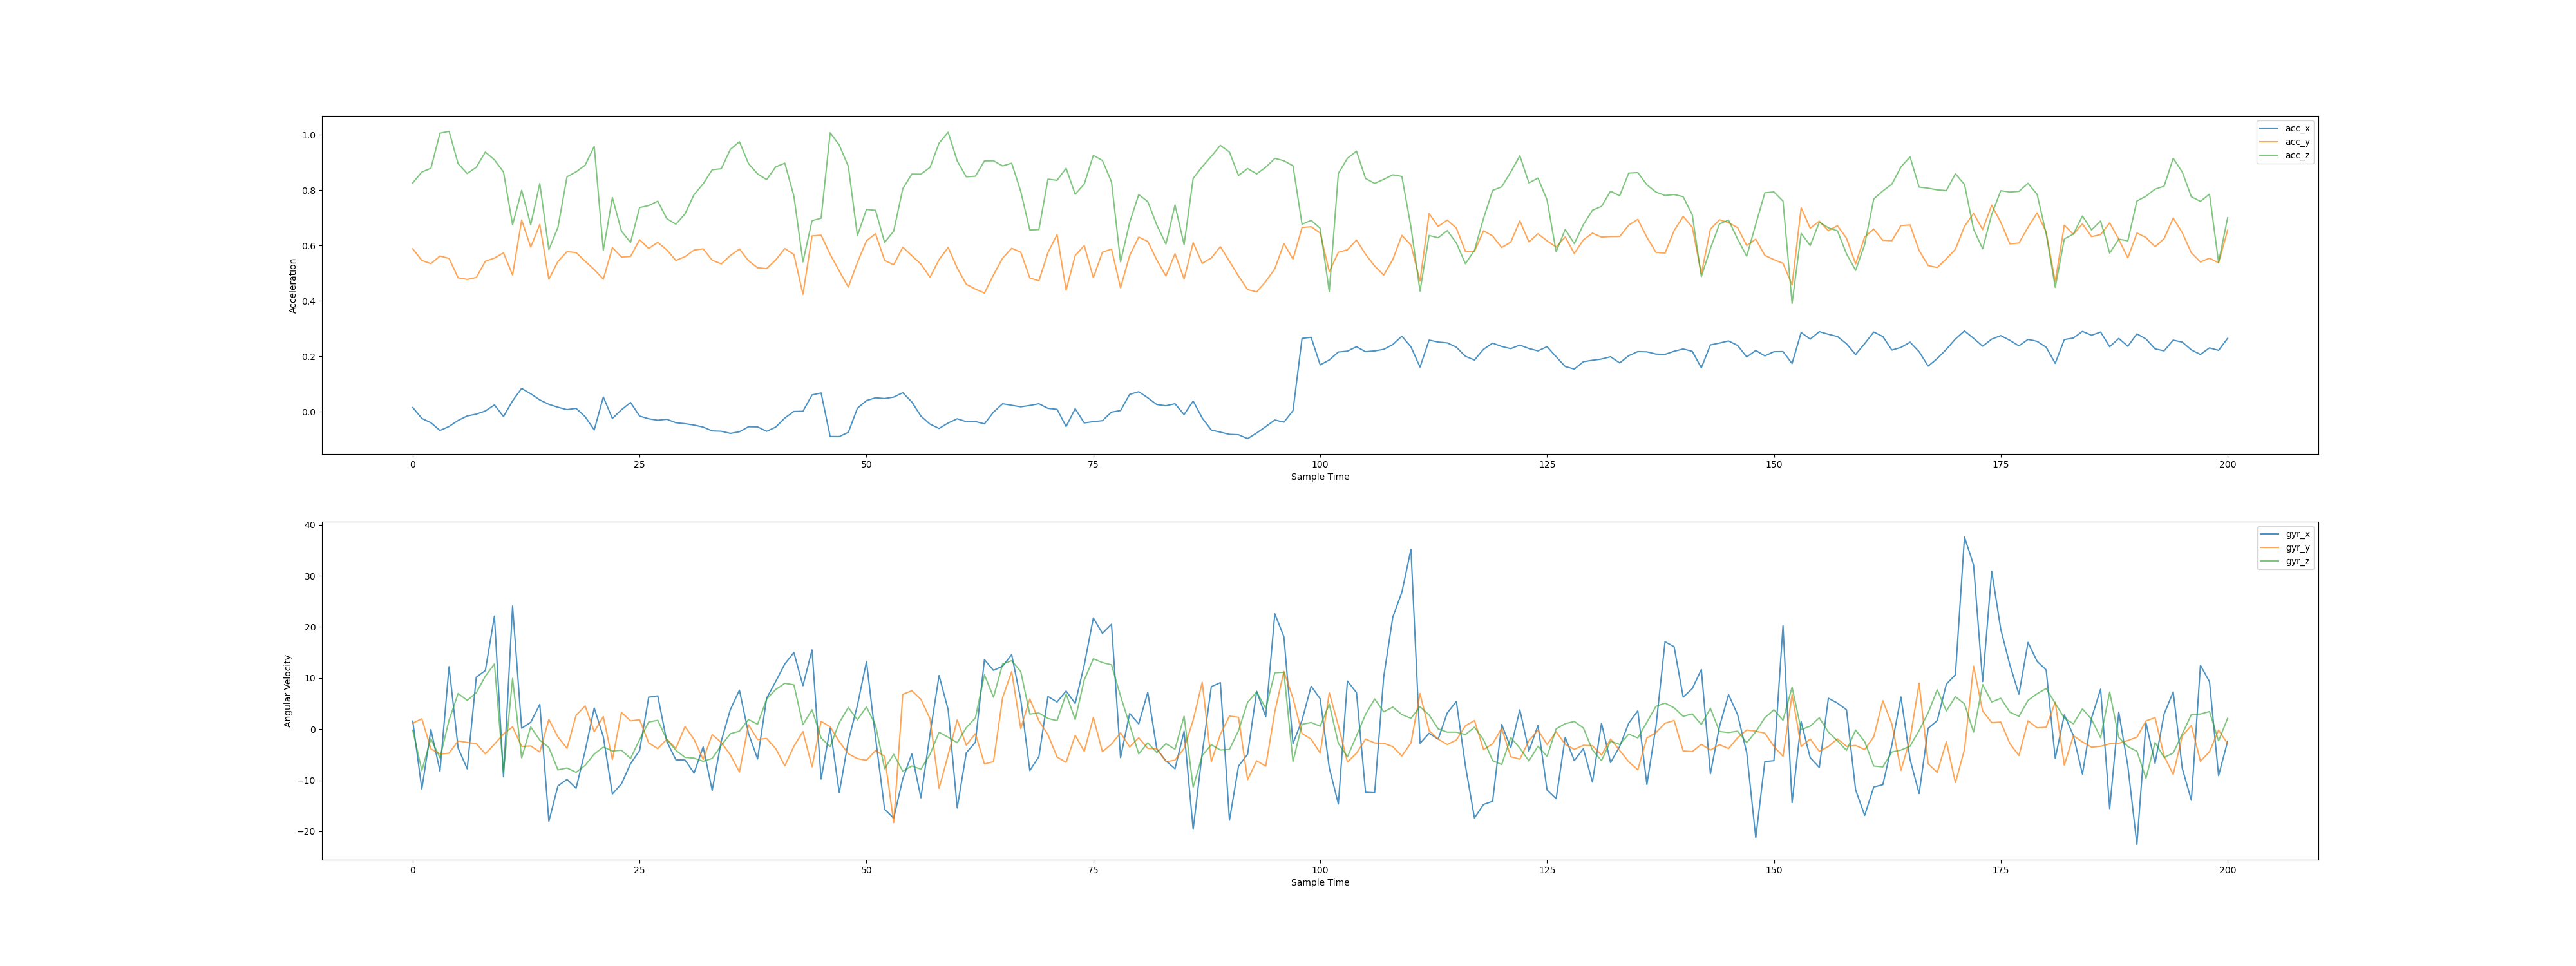 1.0
0.8
0.6
0.4
0.2
0.0
Acceleration
acc_x
acc_y
acc_z
0 25 50 75 100 125 150 175 200
Sample Time
40
30
20
10
0
−10
−20
Angular Velocity
gyr_x
gyr_y
gyr_z
0 25 50 75 100 125 150 175 200
Sample Time